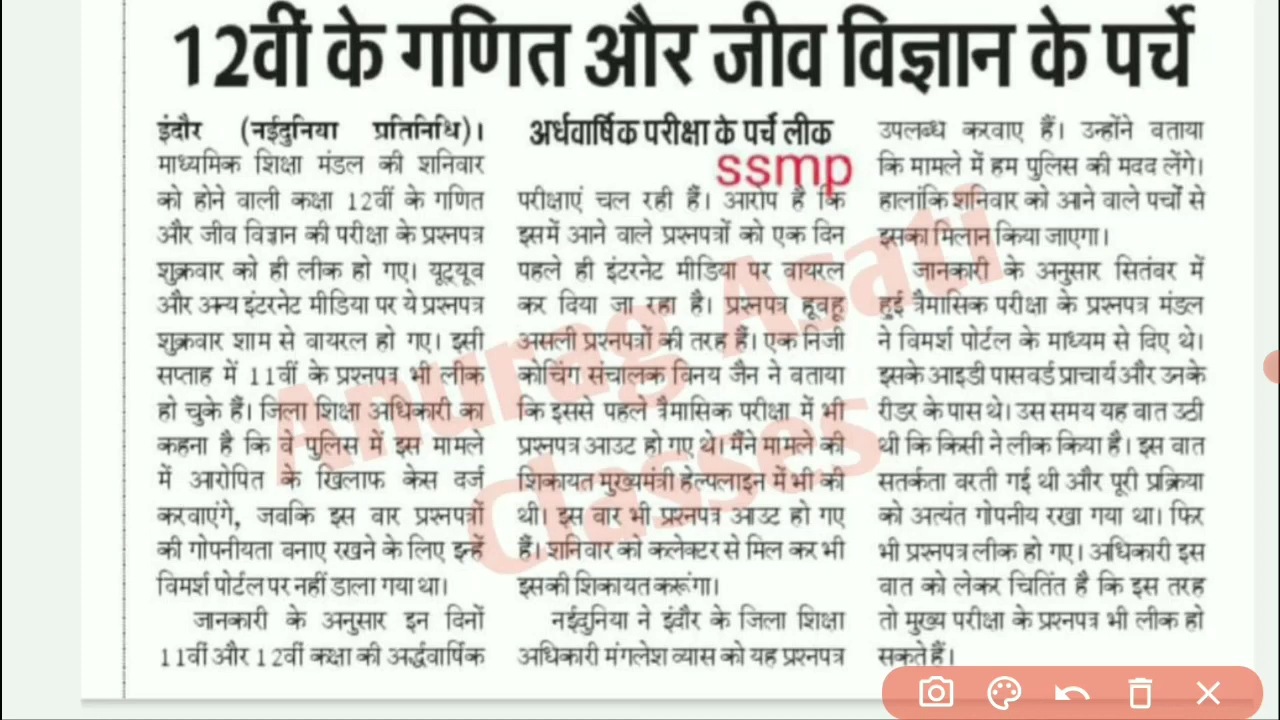 12वीं के गणित और जीव विज्ञान के पर्चे
इंदौर (नईदुनिया प्रतिनिधि)।
माध्यमिक शिक्षा मंडल की शनिवार
को होने वाली कक्षा 12वीं के गणित
और जीव विज्ञान की परीक्षा के प्रश्नपत्र
शुक्रवार को ही लीक हो गए। यूट्यूब
और अन्य इंटरनेट मीडिया पर ये प्रश्नपत्र
शुक्रवार शाम से वायरल हो गए। इसी
सप्ताह में 11वीं के प्रश्नपत्र भी लीक
हो चुके हैं। जिला शिक्षा अधिकारी का
कहना है कि वे पुलिस में इस मामले
में आरोपित के खिलाफ केस दर्ज
करवाएंगे, जबकि इस बार प्रश्नपत्रों
की गोपनीयता बनाए रखने के लिए इन्हें
विमर्श पोर्टल पर नहीं डाला गया था।
जानकारी के अनुसार इन दिनों
11वीं और 12वीं कक्षा की अर्द्धवार्षिक
अर्धवार्षिक परीक्षा के पर्चे लीक
ssmp
परीक्षाएं चल रही हैं। आरोप है कि
इसमें आने वाले प्रश्नपत्रों को एक दिन
पहले ही इंटरनेट मीडिया पर वायरल
कर दिया जा रहा है। प्रश्नपत्र हूबहू
असली प्रश्नपत्रों की तरह हैं। एक निजी
कोचिंग संचालक विनय जैन ने बताया
कि इससे पहले त्रैमासिक परीक्षा में भी
प्रश्नपत्र आउट हो गए थे। मैंने मामले की
शिकायत मुख्यमंत्री हेल्पलाइन में भी की
थी। इस बार भी प्रश्नपत्र आउट हो गए
हैं। शनिवार को कलेक्टर से मिल कर भी
इसकी शिकायत करूंगा।
नईदुनिया ने इंदौर के जिला शिक्षा
अधिकारी मंगलेश व्यास को यह प्रश्नपत्र
उपलब्ध करवाए हैं। उन्होंने बताया
कि मामले में हम पुलिस की मदद लेंगे।
हालांकि शनिवार को आने वाले पर्चों से
इसका मिलान किया जाएगा।
जानकारी के अनुसार सितंबर में
हुई त्रैमासिक परीक्षा के प्रश्नपत्र मंडल
ने विमर्श पोर्टल के माध्यम से दिए थे।
इसके आइडी पासवर्ड प्राचार्य और उनके
रीडर के पास थे। उस समय यह बात उठी
थी कि किसी ने लीक किया है। इस बात
सतर्कता बरती गई थी और पूरी प्रक्रिया
को अत्यंत गोपनीय रखा गया था। फिर
भी प्रश्नपत्र लीक हो गए। अधिकारी इस
बात को लेकर चिंतित है कि इस तरह
तो मुख्य परीक्षा के प्रश्नपत्र भी लीक हो
सकते हैं।
Anurag Asati
Classes